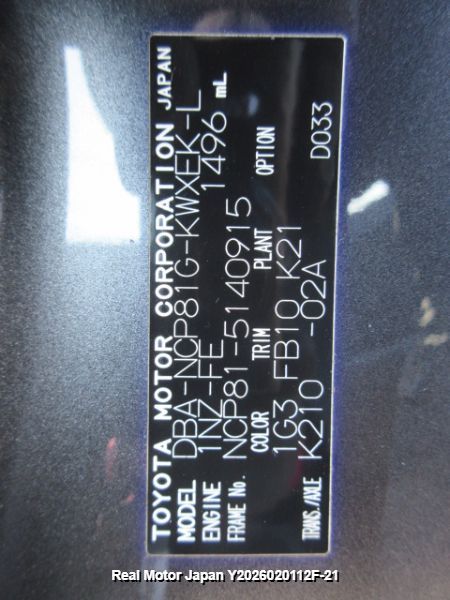 TOYOTA MOTOR CORPORATION JAPAN
MODEL DBA-NCP81G-KWXEK-L
ENGINE 1NZ-FE 1496 mL
FRAME No. NCP81-5140915
COLOR TRIM PLANT OPTION
1G3 FB10 K21 D033
TRANS./AXLE K210 -02A
Real Motor Japan Y2026020112F-21